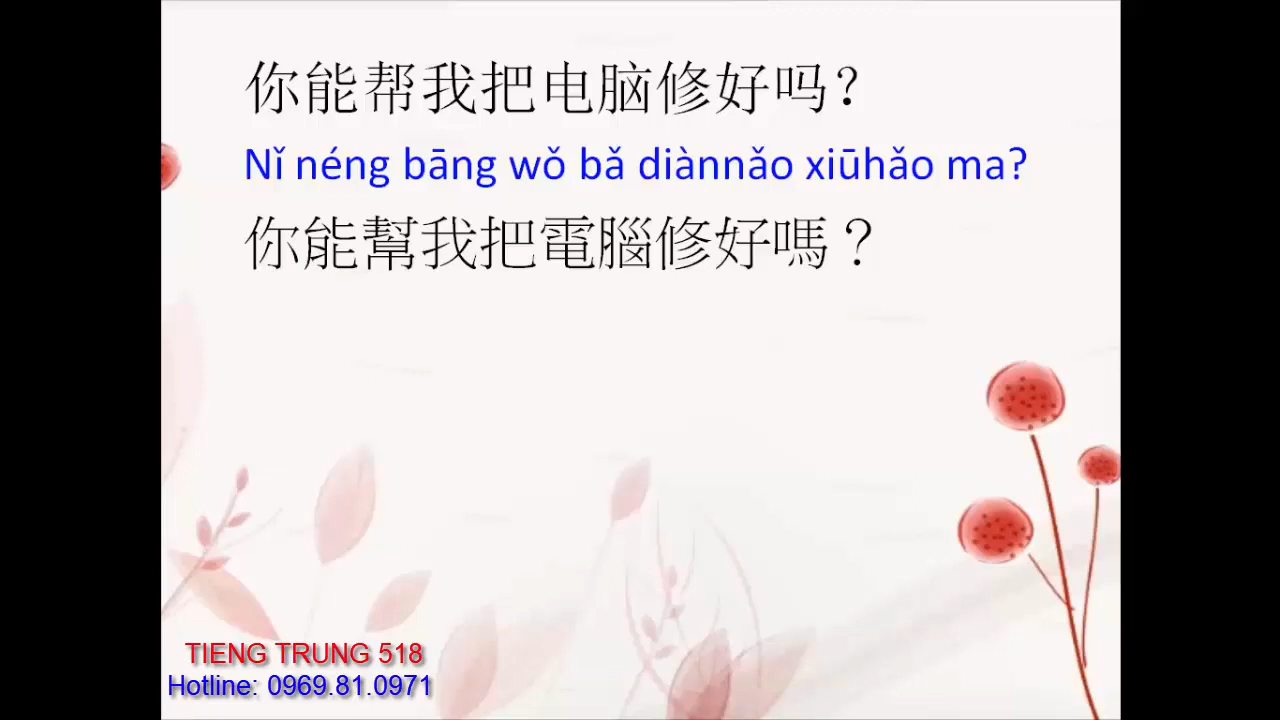 你能帮我把电脑修好吗？
Nǐ néng bāng wǒ bǎ diànnǎo xiūhǎo ma?
你能幫我把電腦修好嗎？
TIENG TRUNG 518
Hotline: 0969.81.0971